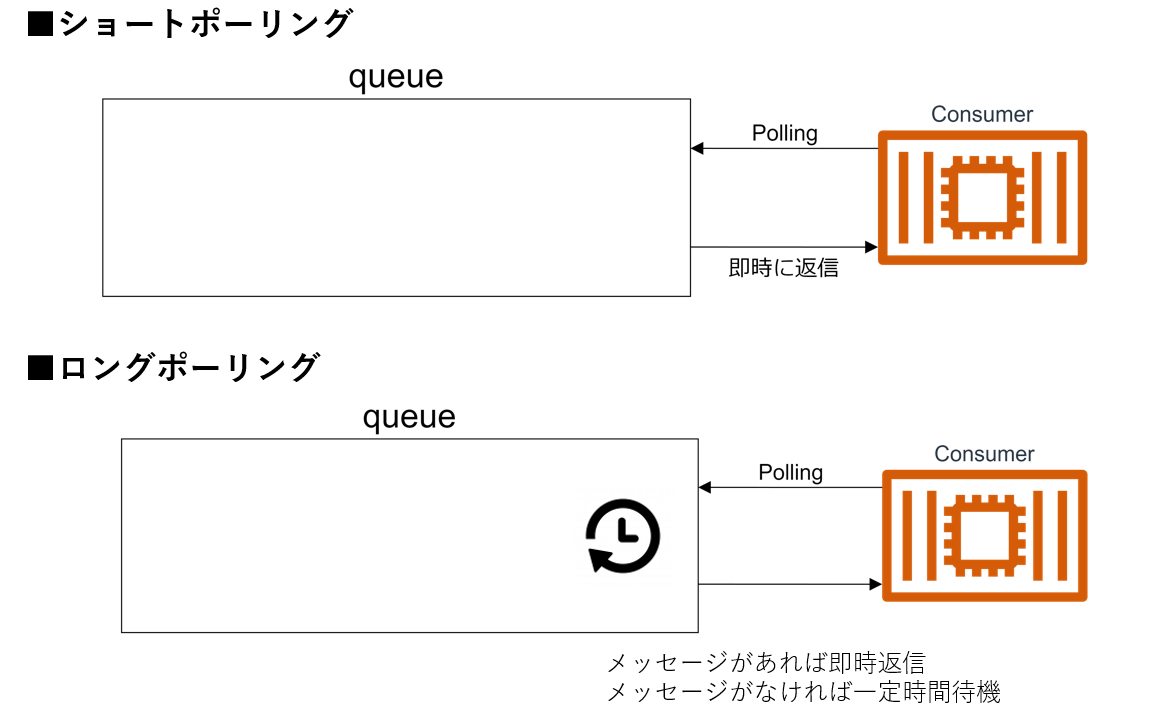 ■ショートポーリング
queue
Consumer
Polling
即時に返信
■ロングポーリング
queue
Consumer
Polling
メッセージがあれば即時返信
メッセージがなければ一定時間待機